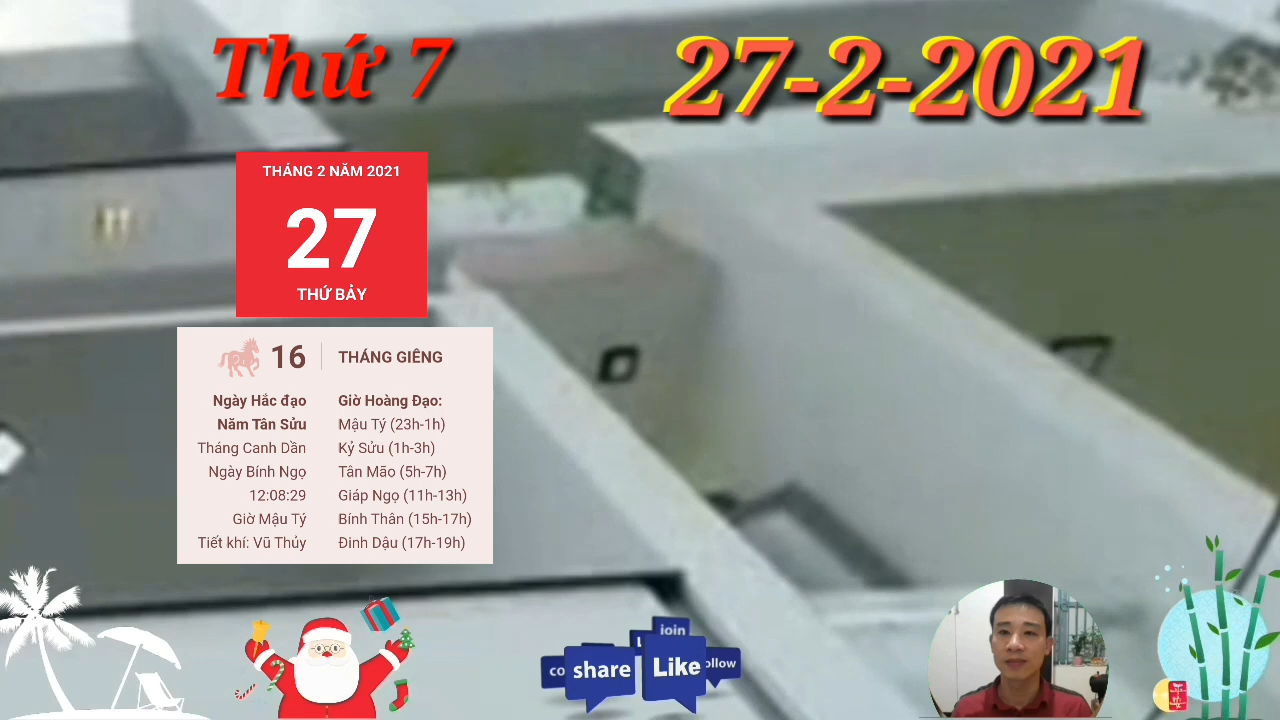 Thứ 7
27-2-2021
THÁNG 2 NĂM 2021
27
THỨ BẢY
16
THÁNG GIÊNG
Ngày Hắc đạo
Năm Tân Sửu
Tháng Canh Dần
Ngày Bính Ngọ
12:08:29
Giờ Mậu Tý
Tiết khí: Vũ Thủy
Giờ Hoàng Đạo:
Mậu Tý (23h-1h)
Kỷ Sửu (1h-3h)
Tân Mão (5h-7h)
Giáp Ngọ (11h-13h)
Bính Thân (15h-17h)
Đinh Dậu (17h-19h)
join
share
Like
ollow
co